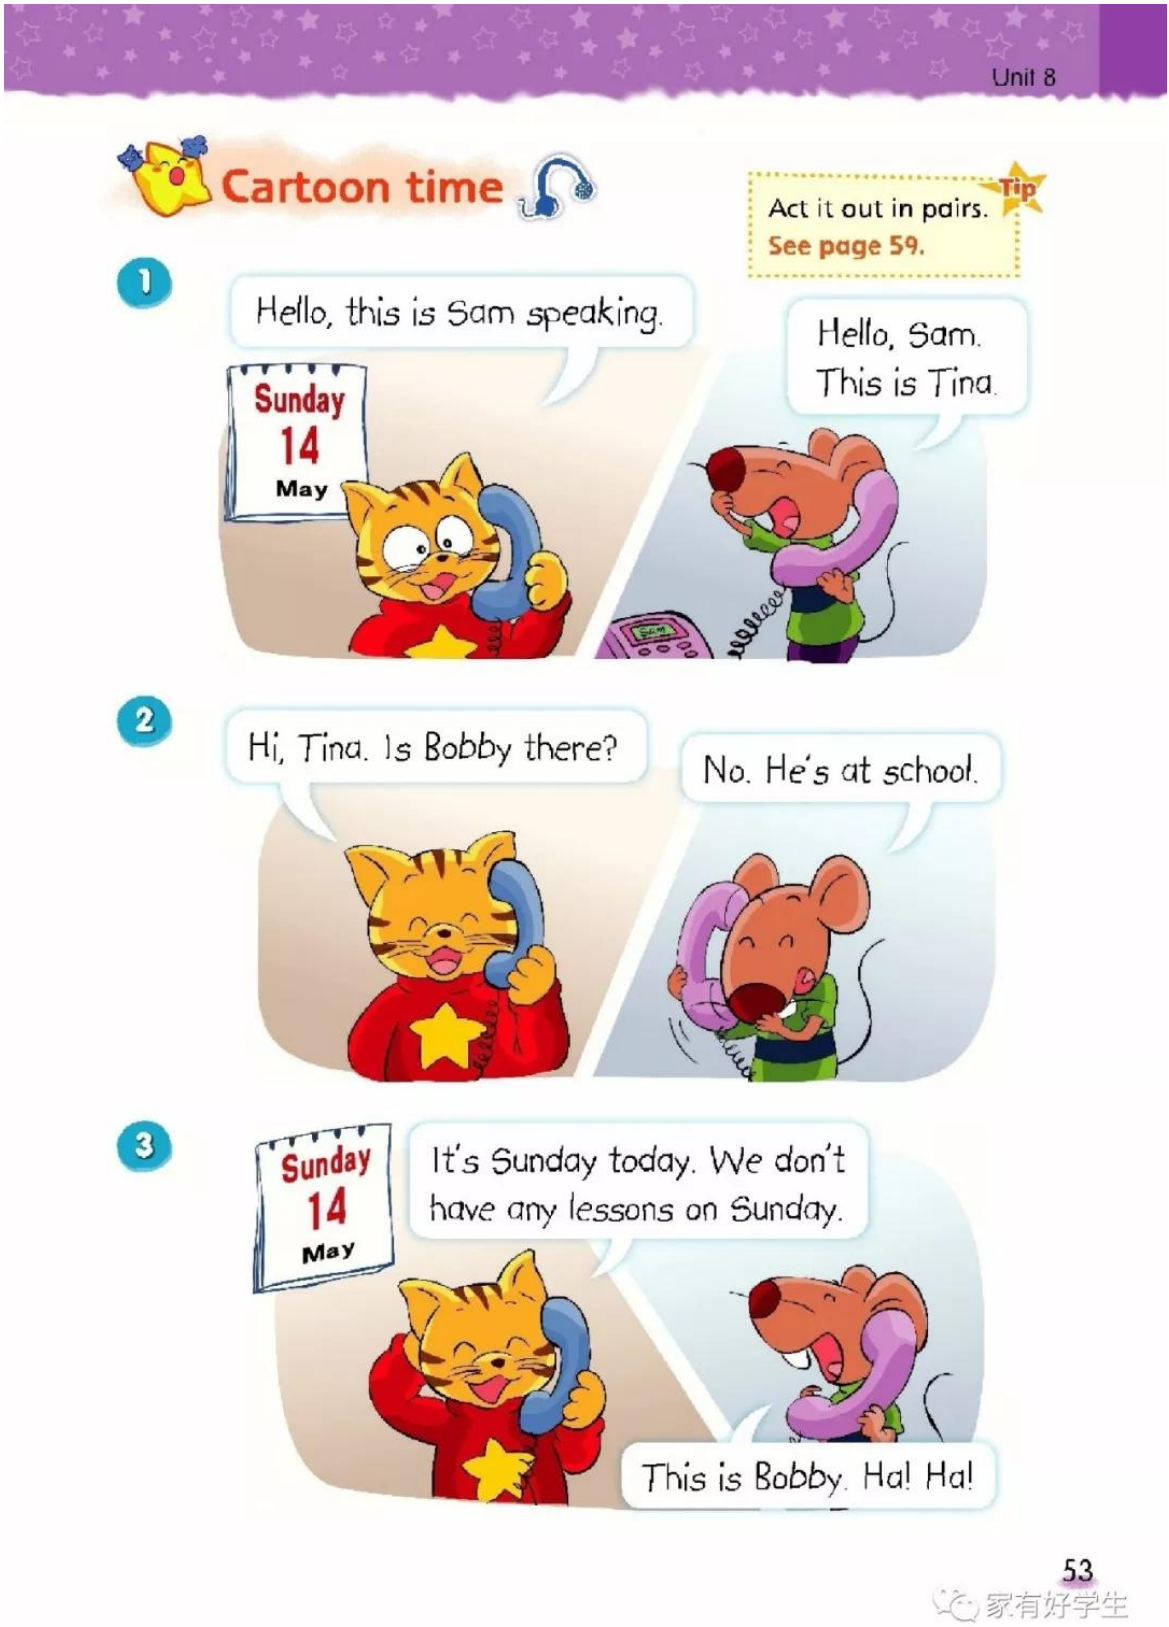 Unit 8
Cartoon time
Tip
Act it out in pairs.
See page 59.
1
Hello, this is Sam speaking.
Hello, Sam.
This is Tina.
Sunday
14
May
Sam
2
Hi, Tina. Is Bobby there?
No. He's at school.
3
Sunday
14
May
It's Sunday today. We don't
have any lessons on Sunday.
This is Bobby. Ha! Ha!
53
家有好学生